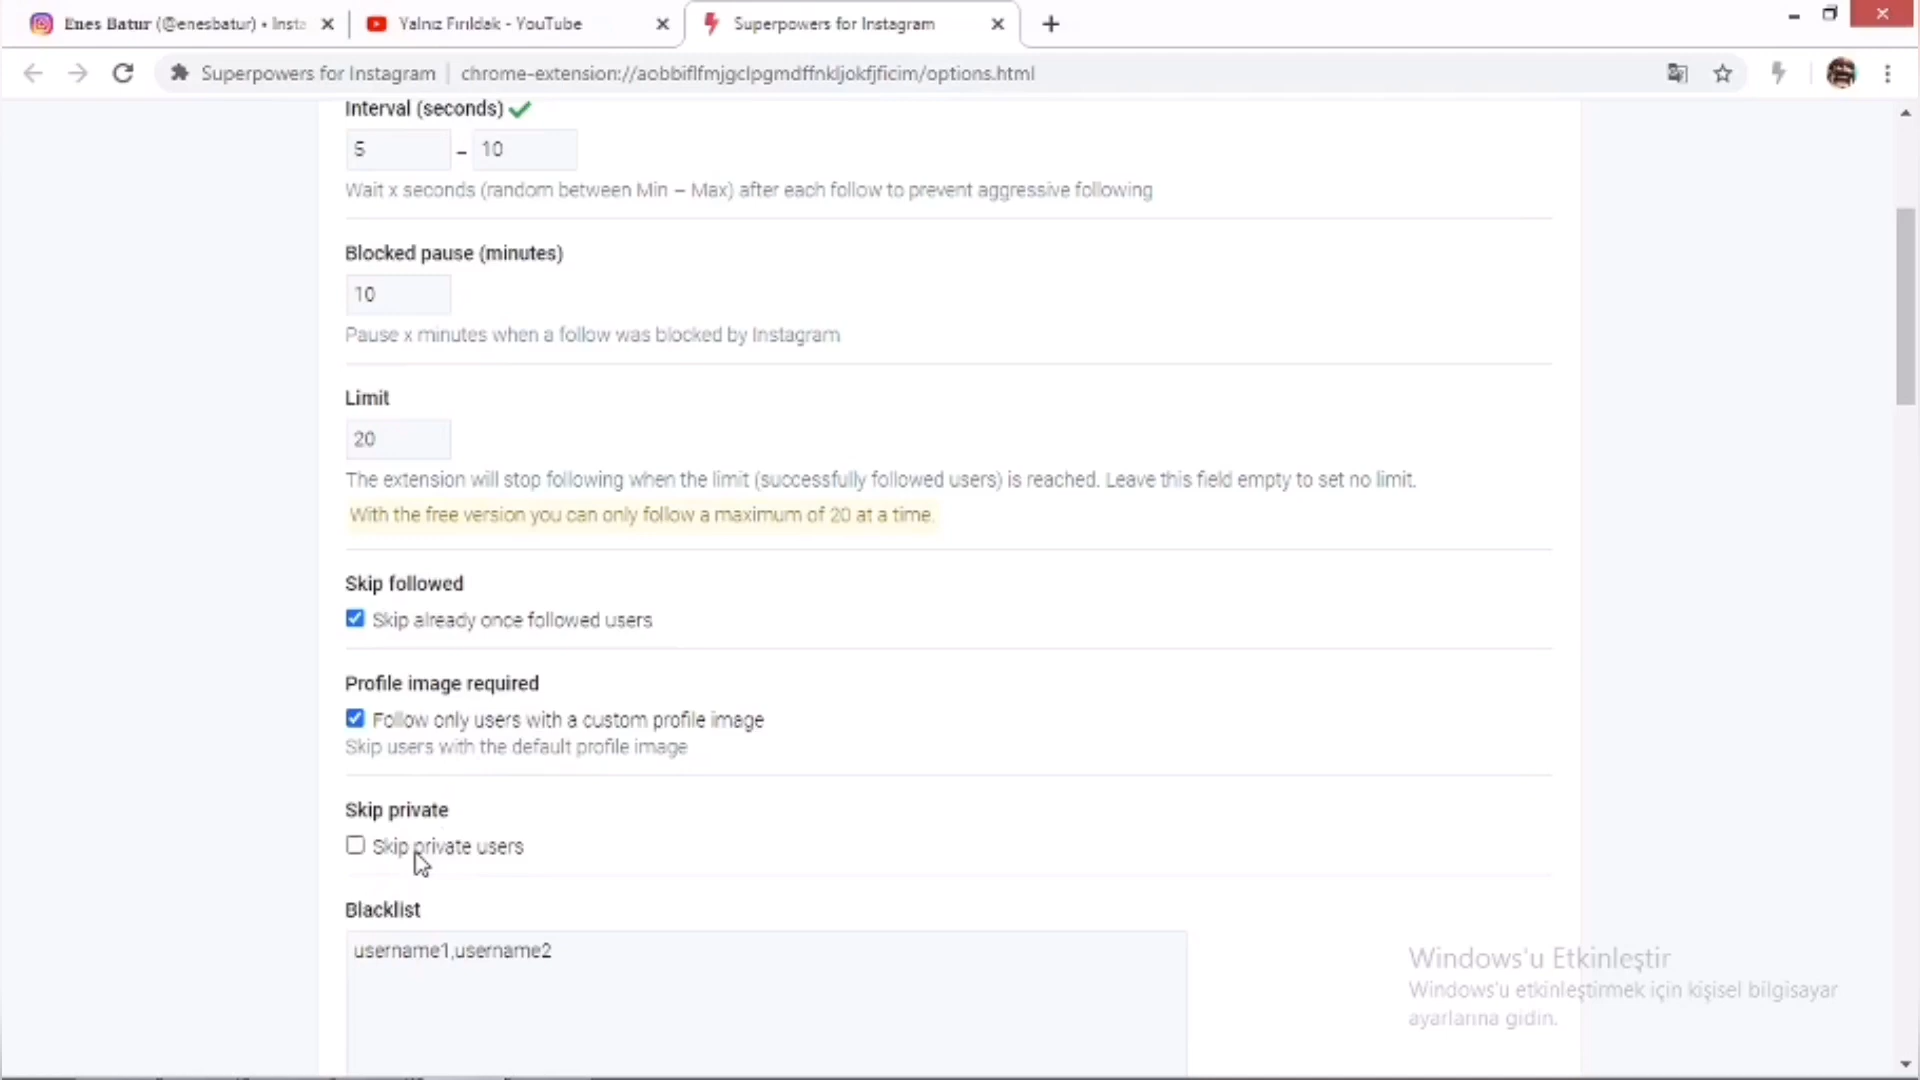 Enes Batur (@enesbatur) • Insta
Yalnız Fırıldak - YouTube
Superpowers for Instagram
Superpowers for Instagram | chrome-extension://aobbiflfmjgclpgmdffnkljokfjficim/options.html
Interval (seconds)
5 – 10
Wait x seconds (random between Min – Max) after each follow to prevent aggressive following
Blocked pause (minutes)
10
Pause x minutes when a follow was blocked by Instagram
Limit
20
The extension will stop following when the limit (successfully followed users) is reached. Leave this field empty to set no limit.
With the free version you can only follow a maximum of 20 at a time.
Skip followed
Skip already once followed users
Profile image required
Follow only users with a custom profile image
Skip users with the default profile image
Skip private
Skip private users
Blacklist
username1,username2
Windows'u Etkinleştir
Windows'u etkinleştirmek için kişisel bilgisayar
ayarlarına gidin.